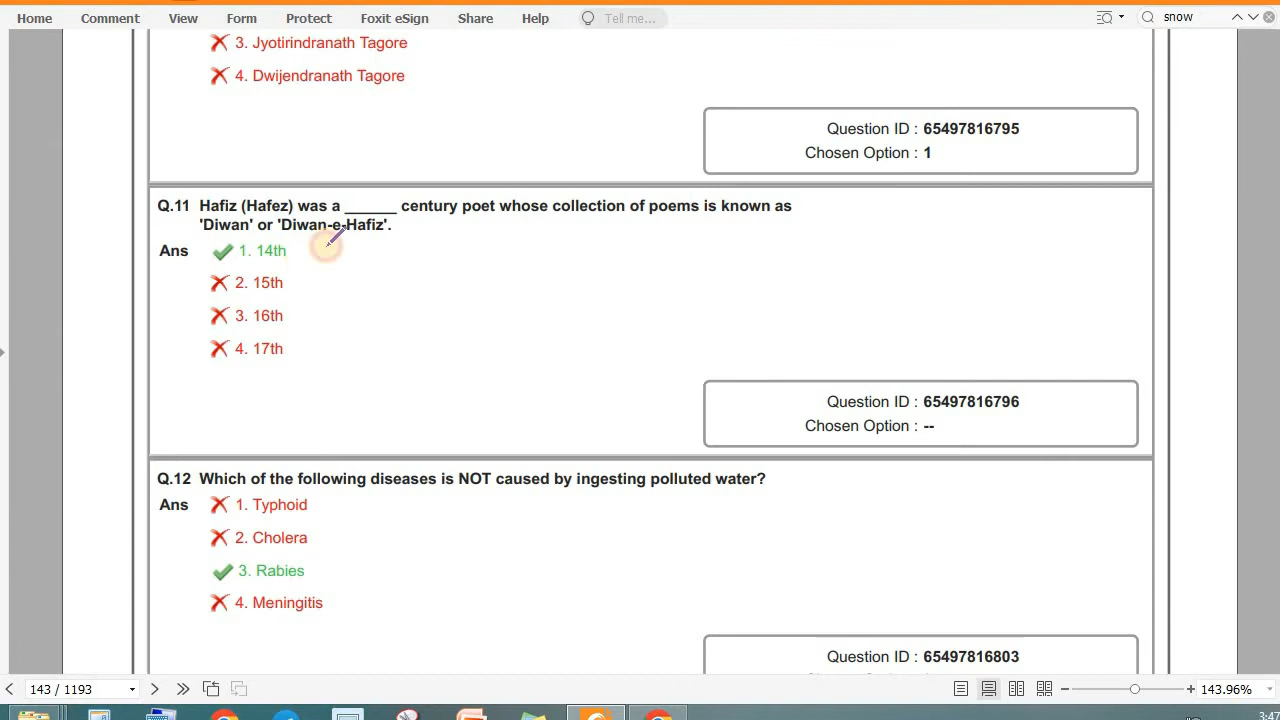 Home Comment View Form Protect Foxit eSign Share Help Tell me... snow
3. Jyotirindranath Tagore
4. Dwijendranath Tagore
Question ID : 65497816795
Chosen Option : 1
Q.11 Hafiz (Hafez) was a ______ century poet whose collection of poems is known as
'Diwan' or 'Diwan-e-Hafiz'.
Ans 1. 14th
2. 15th
3. 16th
4. 17th
Question ID : 65497816796
Chosen Option : --
Q.12 Which of the following diseases is NOT caused by ingesting polluted water?
Ans 1. Typhoid
2. Cholera
3. Rabies
4. Meningitis
Question ID : 65497816803
143 / 1193 143.96%